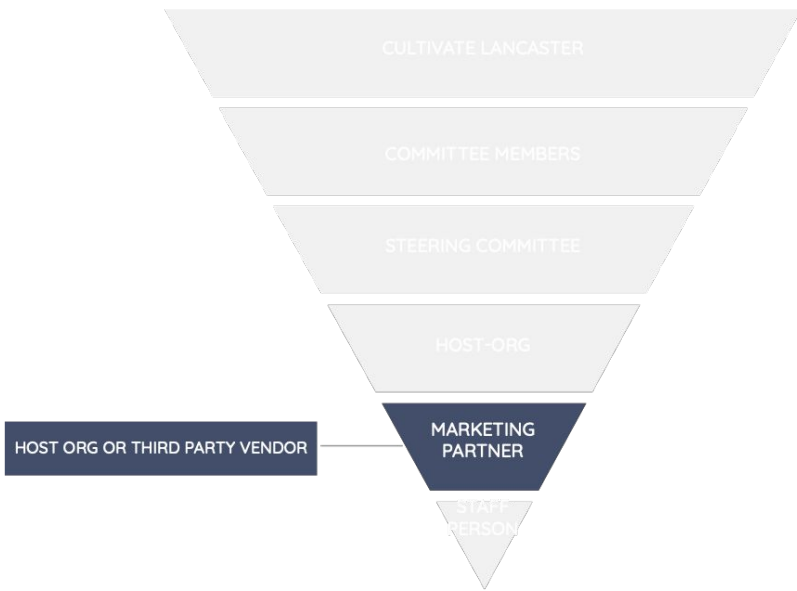 CULTIVATE LANCASTER
COMMITTEE MEMBERS
STEERING COMMITTEE
HOST-ORG
HOST ORG OR THIRD PARTY VENDOR
MARKETING
PARTNER
STAFF
PERSON